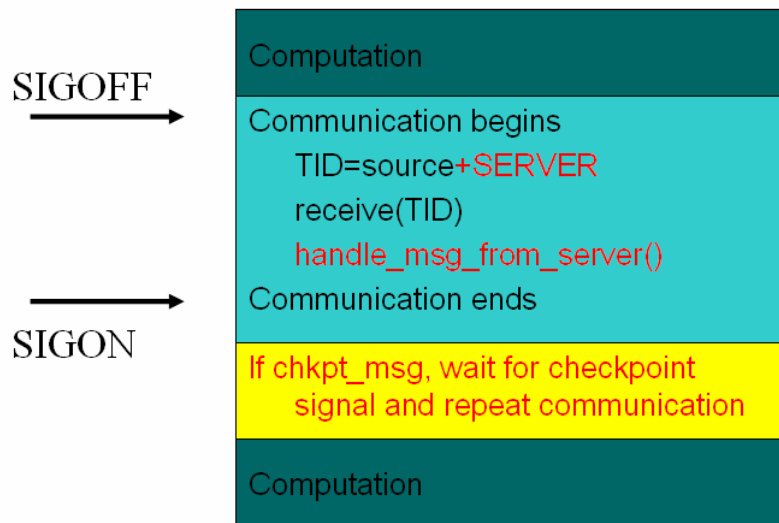 Computation
SIGOFF
Communication begins
TID=source+SERVER
receive(TID)
handle_msg_from_server()
Communication ends
SIGON
If chkpt_msg, wait for checkpoint
signal and repeat communication
Computation